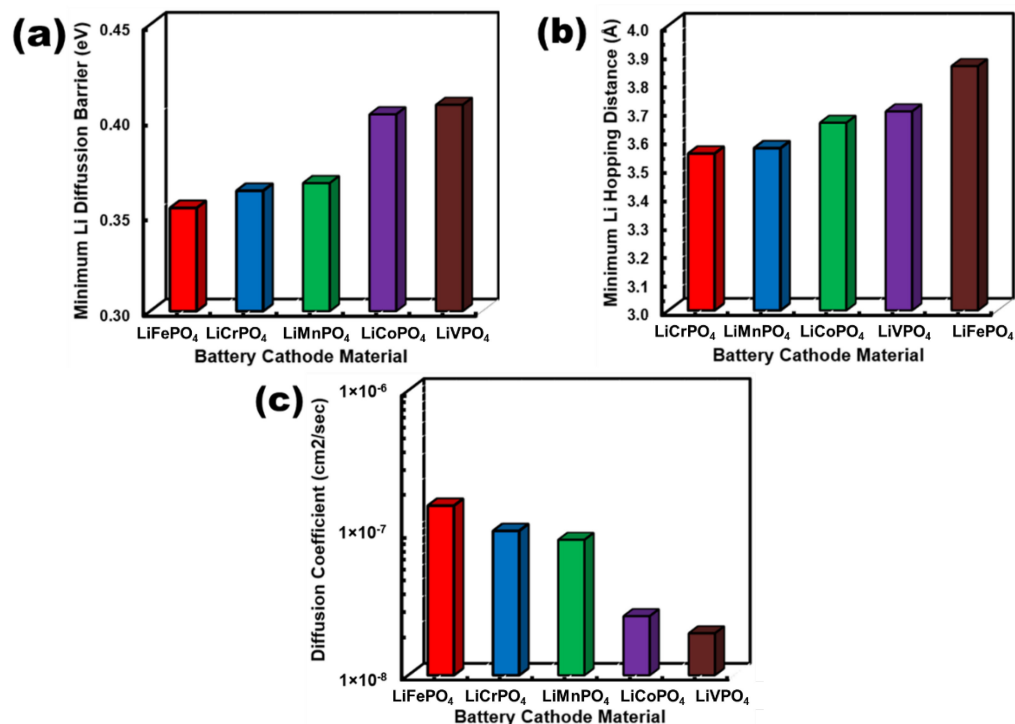 (a)
Minimum Li Diffussion Barrier (eV)
0.45
0.40
0.35
0.30
LiFePO₄ LiCrPO₄ LiMnPO₄ LiCoPO₄ LiVPO₄
Battery Cathode Material
(b)
Minimum Li Hopping Distance (Å)
4.0
3.9
3.8
3.7
3.6
3.5
3.4
3.3
3.2
3.1
3.0
LiCrPO₄ LiMnPO₄ LiCoPO₄ LiVPO₄ LiFePO₄
Battery Cathode Material
(c)
Diffusion Coefficient (cm2/sec)
1×10⁻⁶
1×10⁻⁷
1×10⁻⁸
LiFePO₄ LiCrPO₄ LiMnPO₄ LiCoPO₄ LiVPO₄
Battery Cathode Material